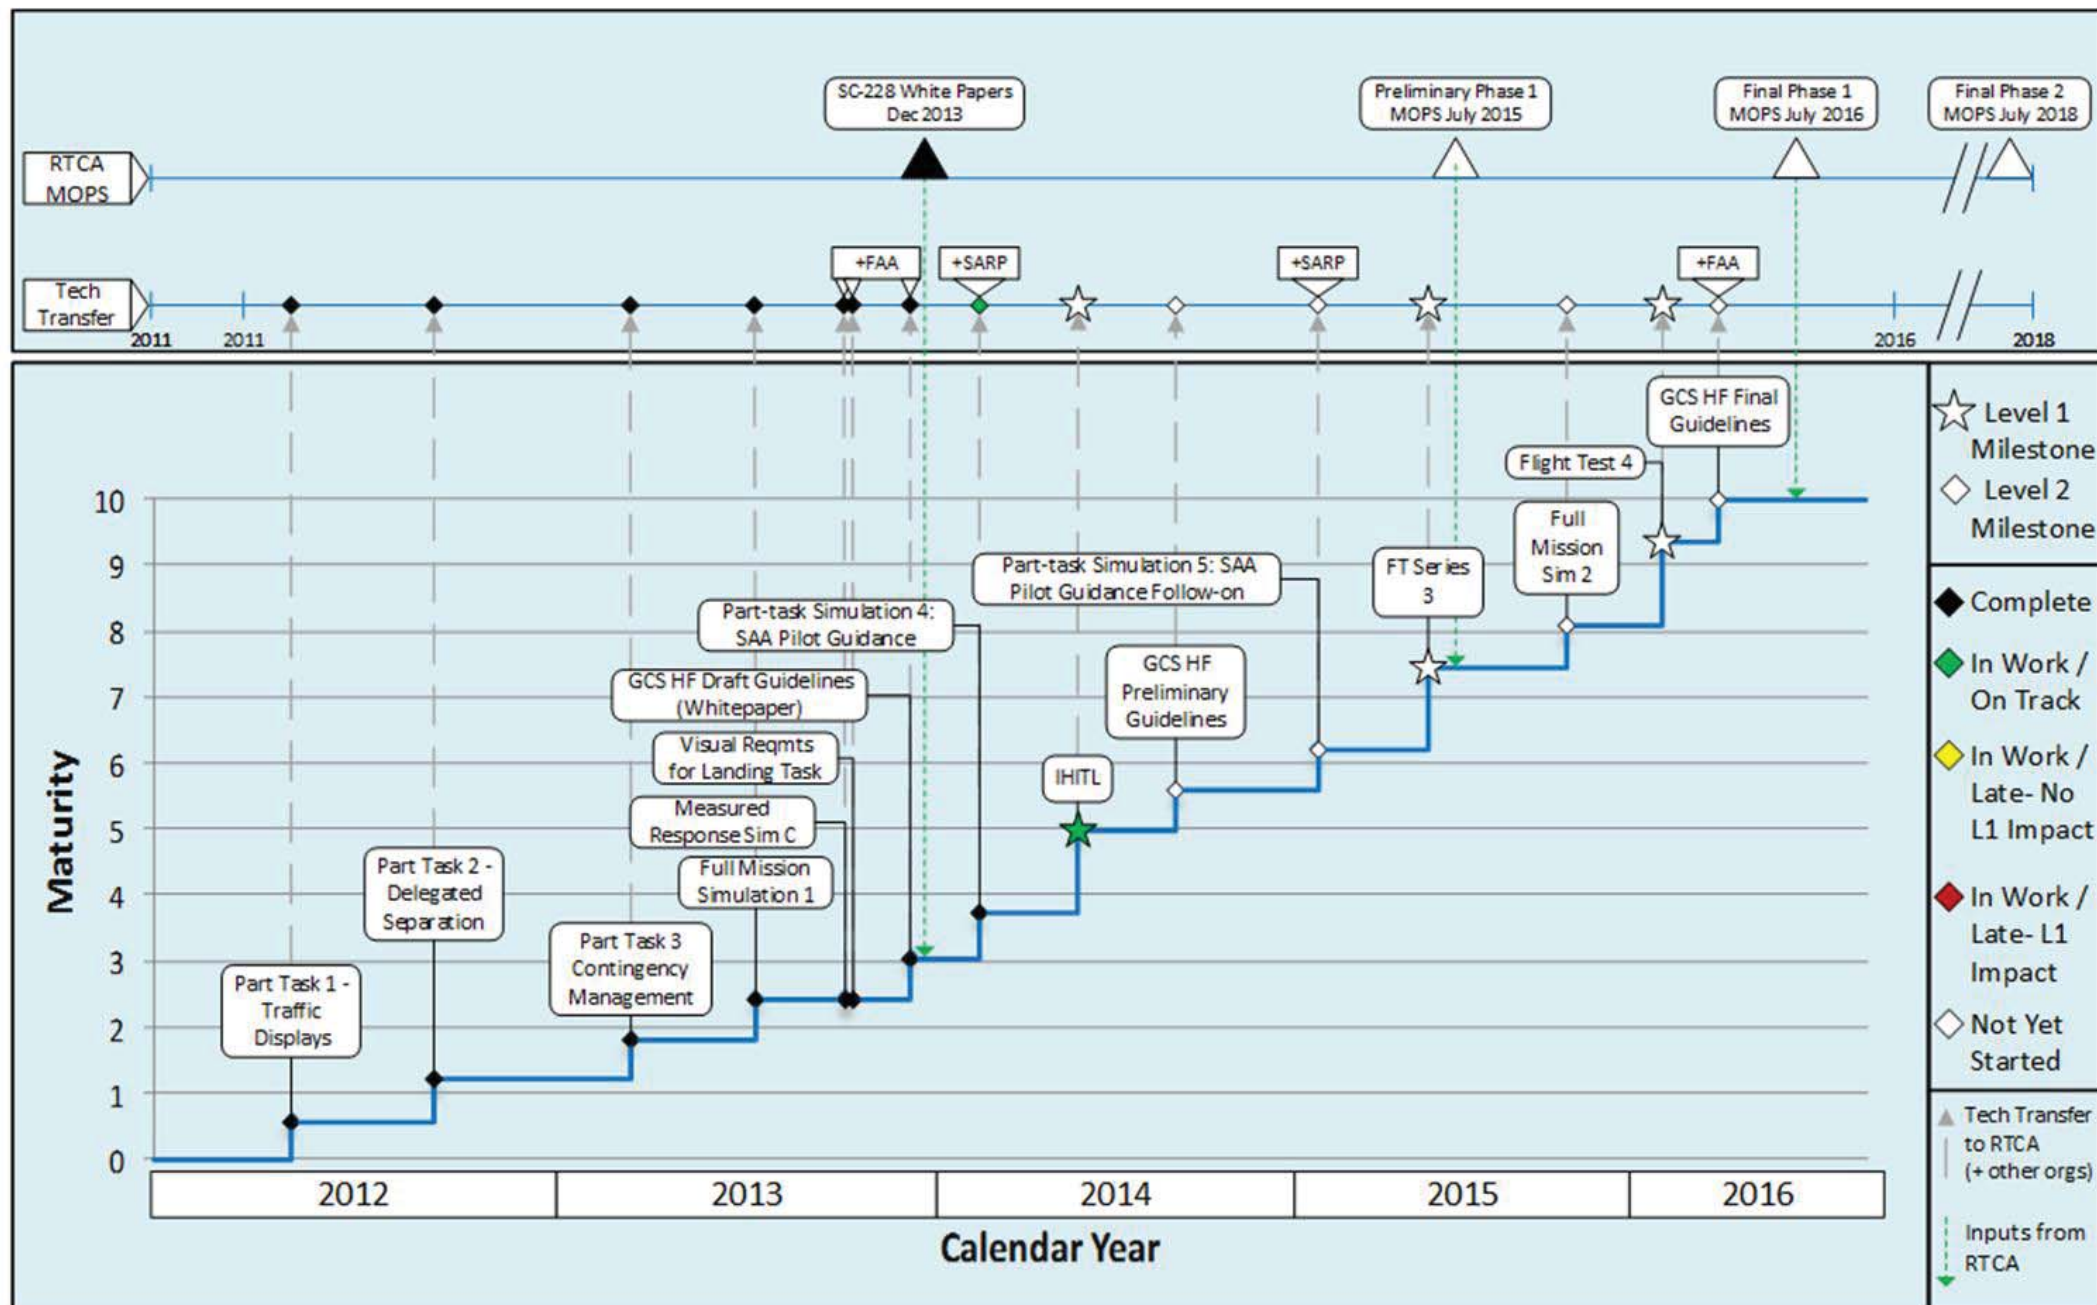 SC-228 White Papers
Dec 2013
Preliminary Phase 1
MOPS July 2015
Final Phase 1
MOPS July 2016
Final Phase 2
MOPS July 2018
RTCA
MOPS
+FAA
+SARP
+SARP
+FAA
Tech
Transfer
2011
2011
2016
2018
GCS HF Final
Guidelines
Flight Test 4
Full
Mission
Sim 2
FT Series
3
Part-task Simulation 5: SAA
Pilot Guidance Follow-on
Part-task Simulation 4:
SAA Pilot Guidance
GCS HF
Preliminary
Guidelines
GCS HF Draft Guidelines
(Whitepaper)
Visual Reqmts
for Landing Task
IHITL
Measured
Response Sim C
Full Mission
Simulation 1
Part Task 2 -
Delegated
Separation
Part Task 3
Contingency
Management
Part Task 1 -
Traffic
Displays
Maturity
10
9
8
7
6
5
4
3
2
1
0
2012
2013
2014
2015
2016
Calendar Year
Level 1
Milestone
Level 2
Milestone
Complete
In Work /
On Track
In Work /
Late- No
L1 Impact
In Work /
Late- L1
Impact
Not Yet
Started
Tech Transfer
to RTCA
(+ other orgs)
Inputs from
RTCA